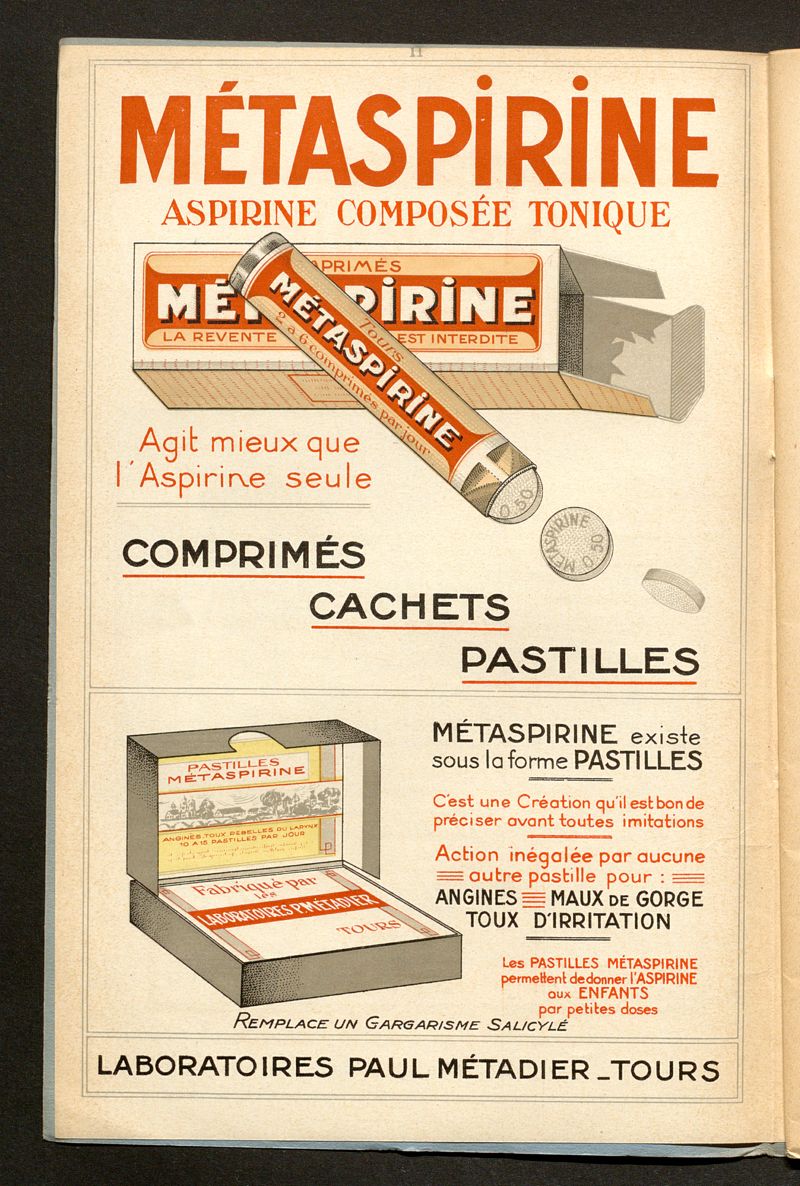 11
MÉTASPIRINE
ASPIRINE COMPOSÉE TONIQUE
PRIMÉS
MÉ PIRINE
LA REVENTE EST INTERDITE
Tours
MÉTASPIRINE
2 à 6 comprimés par jour
0.50
MÉTASPIRINE 0.50
Agit mieux que
l'Aspirine seule
COMPRIMÉS
CACHETS
PASTILLES
PASTILLES
MÉTASPIRINE
ANGINES, TOUX REBELLES DU LARYNX
10 A 15 PASTILLES PAR JOUR
Fabriqué par
les
LABORATOIRES P. MÉTADIER
TOURS
MÉTASPIRINE existe
sous la forme PASTILLES
C'est une Création qu'il est bon de
préciser avant toutes imitations
Action inégalée par aucune
autre pastille pour :
ANGINES MAUX DE GORGE
TOUX D'IRRITATION
Les PASTILLES MÉTASPIRINE
permettent de donner l'ASPIRINE
aux ENFANTS
par petites doses
REMPLACE UN GARGARISME SALICYLÉ
LABORATOIRES PAUL MÉTADIER _ TOURS